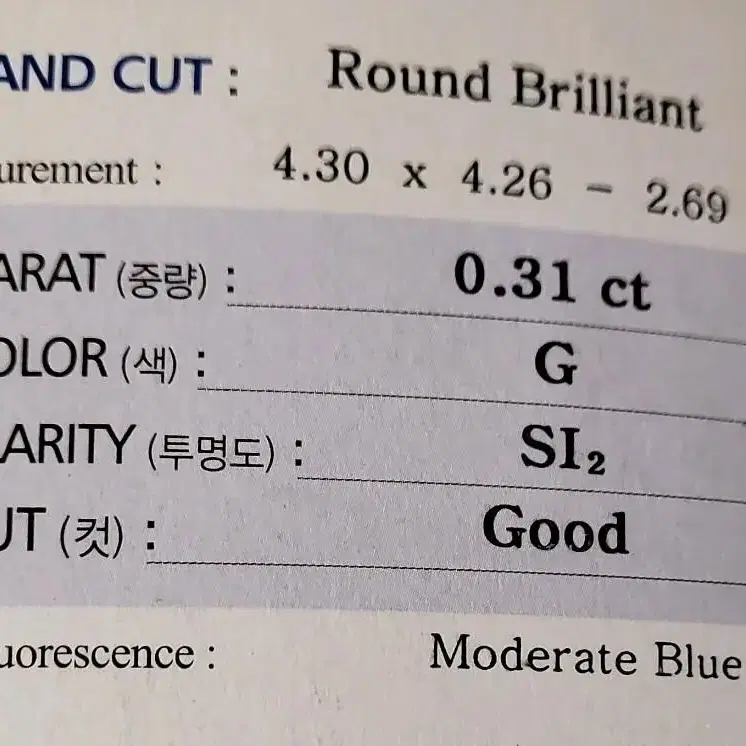 AND CUT : Round Brilliant
urement : 4.30 x 4.26 - 2.69
ARAT (중량) : 0.31 ct
OLOR (색) : G
LARITY (투명도) : SI₂
UT (컷) : Good
uorescence : Moderate Blue